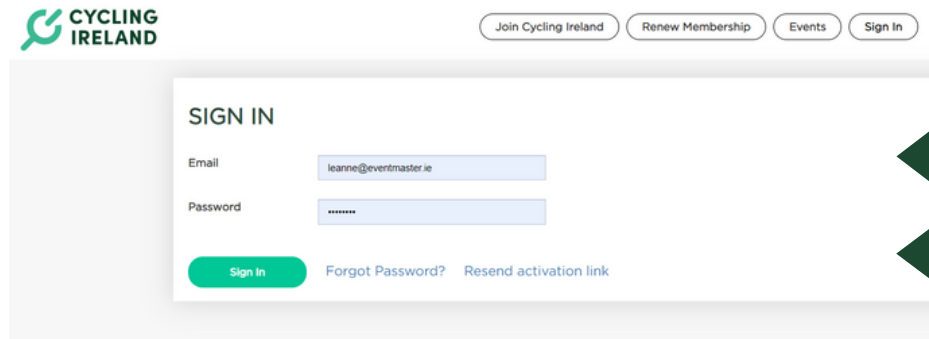 CYCLING
IRELAND
Join Cycling Ireland Renew Membership Events Sign In
SIGN IN
Email leanne@eventmaster.ie
Password ••••••••
Sign In Forgot Password? Resend activation link